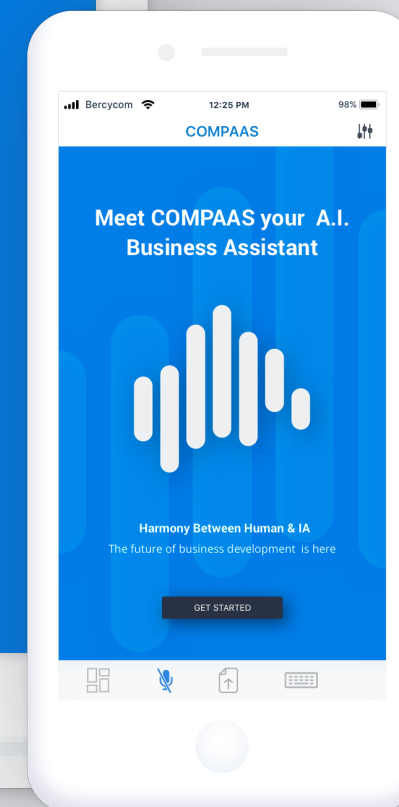 Bercycom 12:25 PM 98%
COMPAAS
Meet COMPAAS your A.I.
Business Assistant
Harmony Between Human & IA
The future of business development is here
GET STARTED